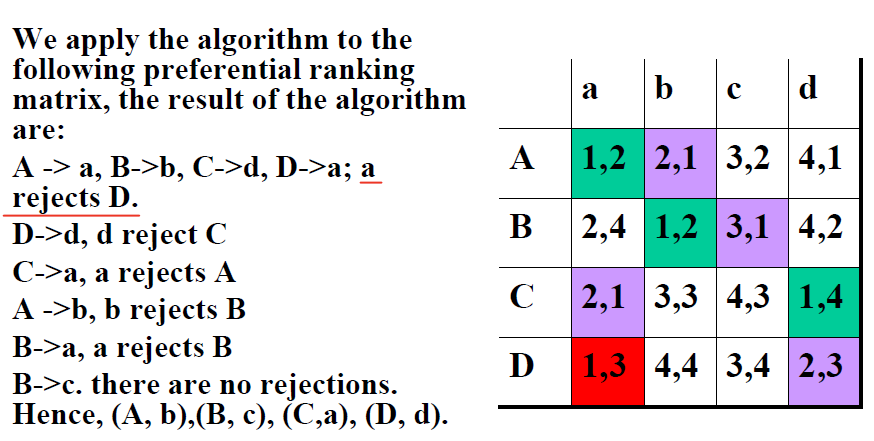 We apply the algorithm to the
following preferential ranking
matrix, the result of the algorithm
are:
A -> a, B->b, C->d, D->a; a
rejects D.
D->d, d reject C
C->a, a rejects A
A ->b, b rejects B
B->a, a rejects B
B->c. there are no rejections.
Hence, (A, b),(B, c), (C,a), (D, d).
a b c d
A 1,2 2,1 3,2 4,1
B 2,4 1,2 3,1 4,2
C 2,1 3,3 4,3 1,4
D 1,3 4,4 3,4 2,3